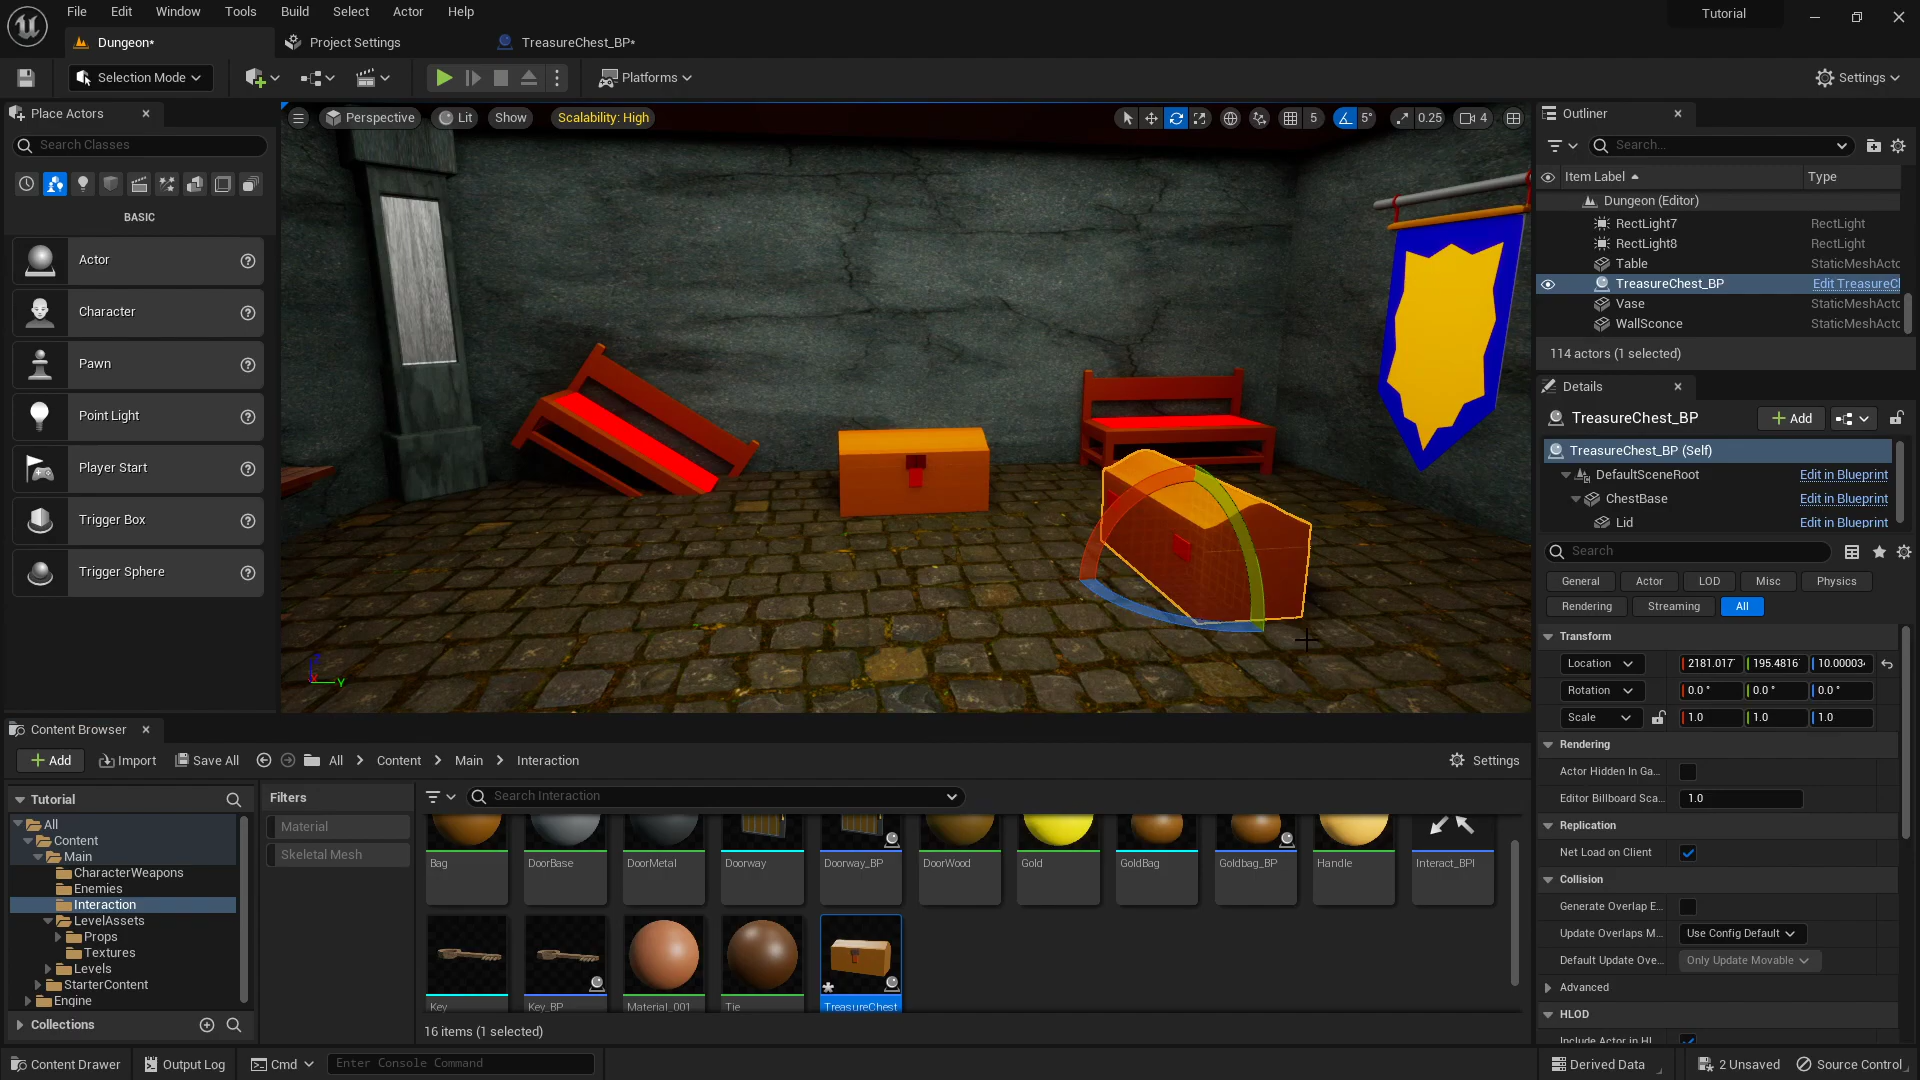 File Edit Window Tools Build Select Actor Help
Tutorial
Dungeon*
Project Settings
TreasureChest_BP*
Selection Mode
Platforms
Settings
Place Actors
Search Classes
BASIC
Actor
Character
Pawn
Point Light
Player Start
Trigger Box
Trigger Sphere
Perspective Lit Show Scalability: High
5 5° 0.25 4
Z
Y
Outliner
Search...
Item Label Type
Dungeon (Editor)
RectLight7 RectLight
RectLight8 RectLight
Table StaticMeshActo
TreasureChest_BP Edit TreasureCl
Vase StaticMeshActo
WallSconce StaticMeshActo
114 actors (1 selected)
Details
TreasureChest_BP Add
TreasureChest_BP (Self)
DefaultSceneRoot Edit in Blueprint
ChestBase Edit in Blueprint
Lid Edit in Blueprint
Search
General Actor LOD Misc Physics
Rendering Streaming All
Transform
Location 2181.017 195.4816 10.00003
Rotation 0.0 ° 0.0 ° 0.0 °
Scale 1.0 1.0 1.0
Rendering
Actor Hidden In Ga...
Editor Billboard Sca... 1.0
Replication
Net Load on Client
Collision
Generate Overlap E...
Update Overlaps M... Use Config Default
Default Update Ove... Only Update Movable
Advanced
HLOD
Include Actor in HL
Content Browser
Add Import Save All All Content Main Interaction Settings
Tutorial
All
Content
Main
CharacterWeapons
Enemies
Interaction
LevelAssets
Props
Textures
Levels
StarterContent
Engine
Collections
Filters
Material
Skeletal Mesh
Search Interaction
Bag DoorBase DoorMetal Doorway Doorway_BP DoorWood Gold GoldBag Goldbag_BP Handle Interact_BPI
Key Key_BP Material_001 Tie TreasureChest
16 items (1 selected)
Content Drawer Output Log Cmd Enter Console Command
Derived Data 2 Unsaved Source Control